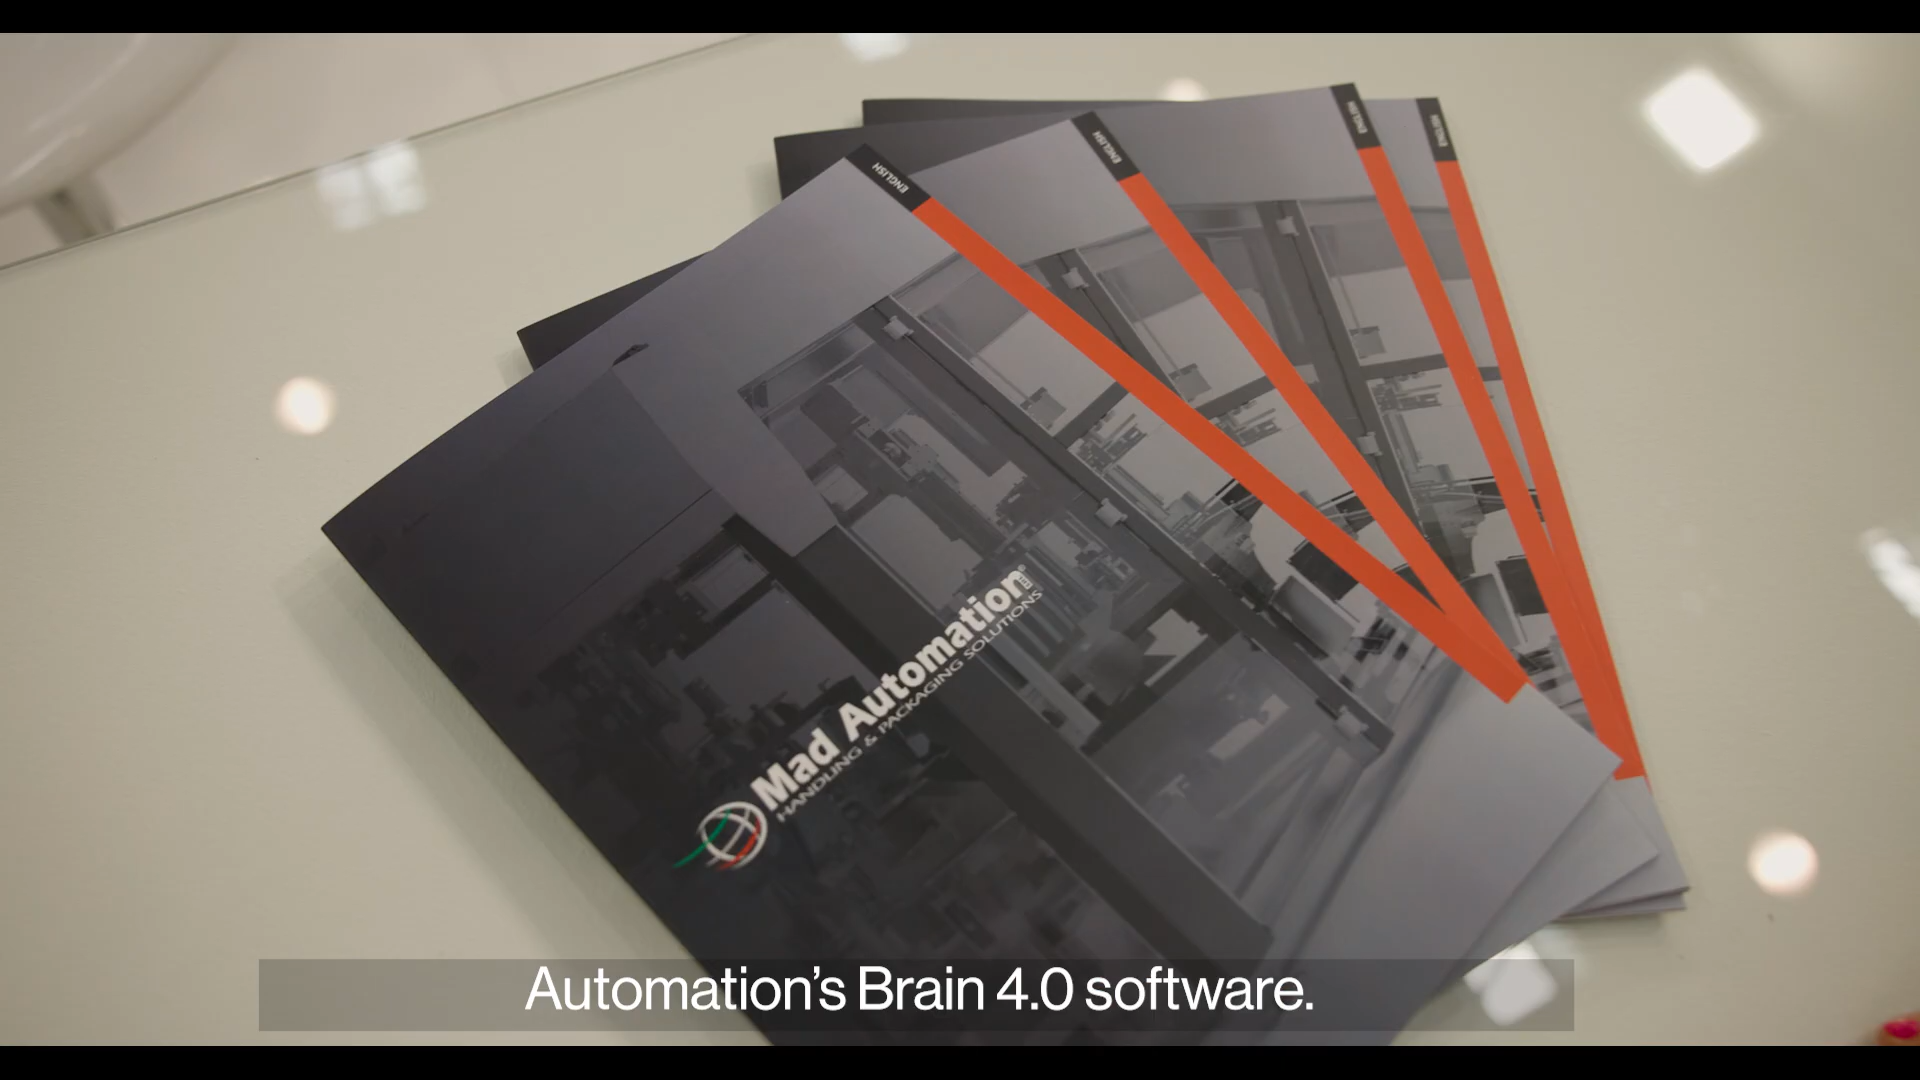 ENGLISH
ENGLISH
ENGLISH
ENGLISH
Mad Automation®
HANDLING & PACKAGING SOLUTIONS
Automation’s Brain 4.0 software.